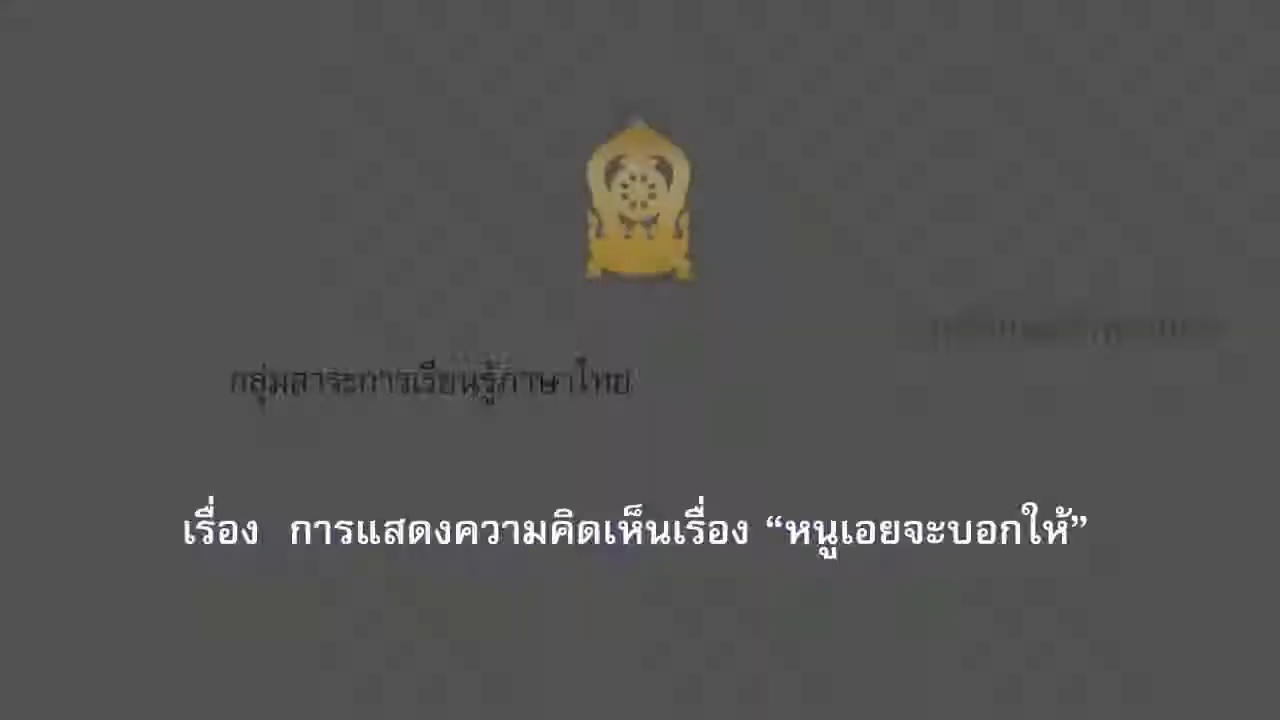 กลุ่มสาระการเรียนรู้ภาษาไทย
เรื่อง การแสดงความคิดเห็นเรื่อง “หนูเอยจะบอกให้”